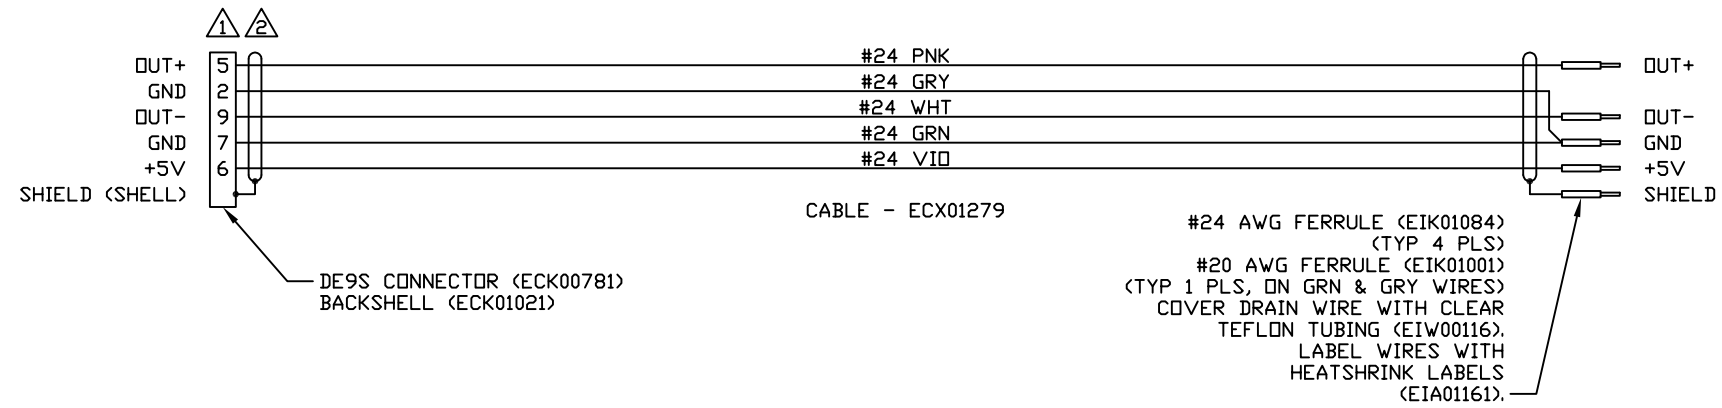 1 2
OUT+ 5 #24 PNK OUT+
GND 2 #24 GRY
OUT- 9 #24 WHT OUT-
GND 7 #24 GRN GND
+5V 6 #24 VIO +5V
SHIELD (SHELL) SHIELD
CABLE - ECX01279
DE9S CONNECTOR (ECK00781)
BACKSHELL (ECK01021)
#24 AWG FERRULE (EIK01084)
(TYP 4 PLS)
#20 AWG FERRULE (EIK01001)
(TYP 1 PLS, ON GRN & GRY WIRES)
COVER DRAIN WIRE WITH CLEAR
TEFLON TUBING (EIW00116).
LABEL WIRES WITH
HEATSHRINK LABELS
(EIA01161).